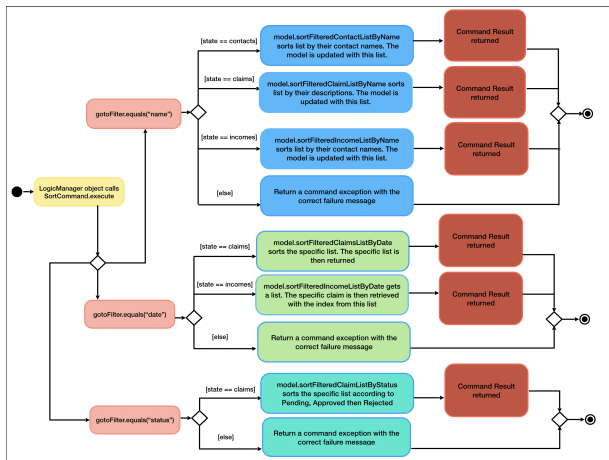 [state == contacts]
model.sortFilteredContactListByName
sorts list by their contact names. The
model is updated with this list.
Command Result
returned
[state == claims]
model.sortFilteredClaimListByName sorts
list by their descriptions. The model is
updated with this list.
Command Result
returned
gotoFilter.equals("name")
[state == incomes]
model.sortFilteredIncomeListByName
sorts list by their contact names. The
model is updated with this list.
Command Result
returned
[else]
Return a command exception with the
correct failure message
LogicManager object calls
SortCommand.execute
[state == claims]
model.sortFilteredClaimsListByDate
sorts the specific list. The specific list is
then returned
Command Result
returned
[state == incomes]
model.sortFilteredIncomeListByDate gets
a list. The specific claim is then retrieved
with the index from this list
Command Result
returned
gotoFilter.equals("date")
[else]
Return a command exception with the
correct failure message
[state == claims]
model.sortFilteredClaimListByStatus
sorts the specific list according to
Pending, Approved then Rejected
Command Result
returned
gotoFilter.equals("status")
[else]
Return a command exception with the
correct failure message